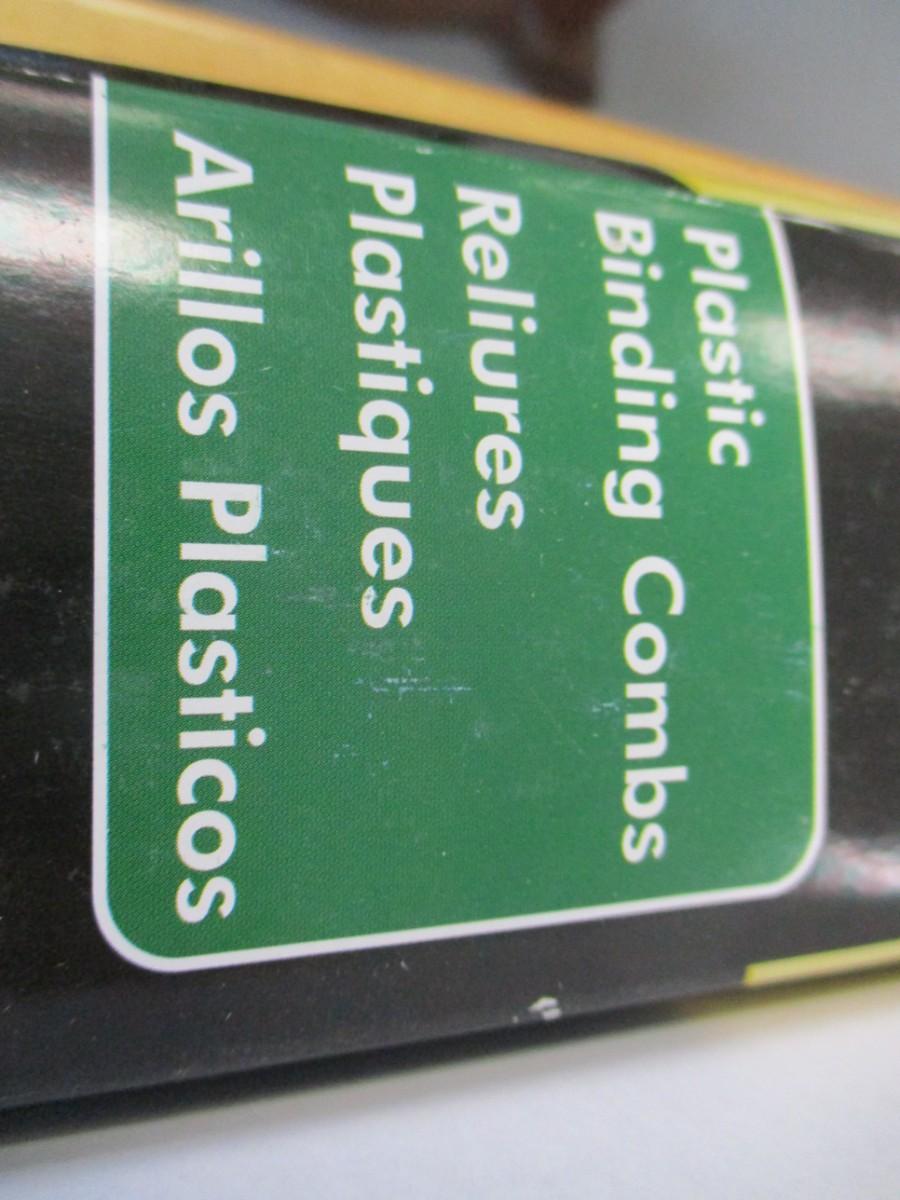 Plastic
Binding Combs
Reliures
Plastiques
Arillos Plasticos